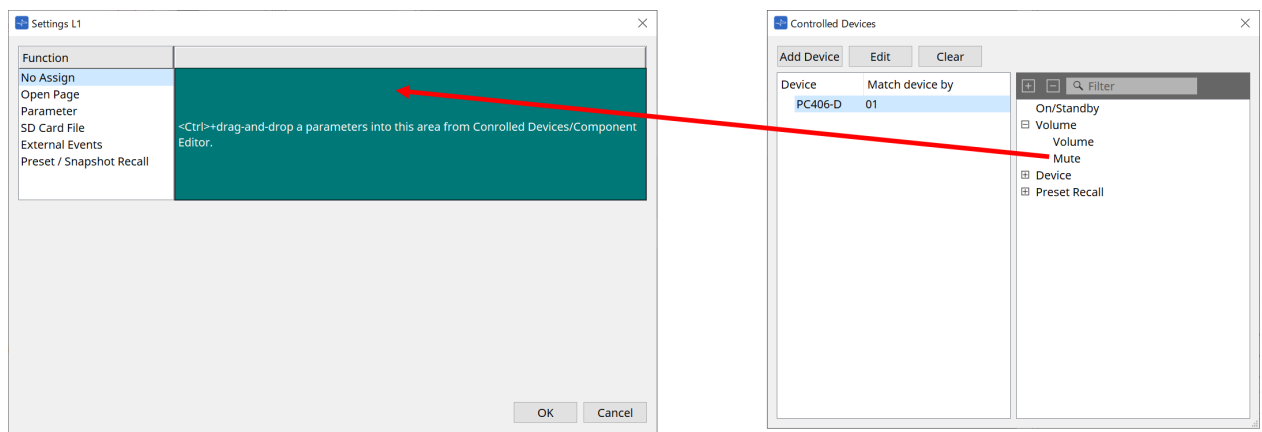 Settings L1
Function
No Assign
Open Page
Parameter
SD Card File
External Events
Preset / Snapshot Recall
<Ctrl>+drag-and-drop a parameters into this area from Conrolled Devices/Component
Editor.
OK Cancel
Controlled Devices
Add Device Edit Clear
Device Match device by
PC406-D 01
Filter
On/Standby
Volume
Volume
Mute
Device
Preset Recall